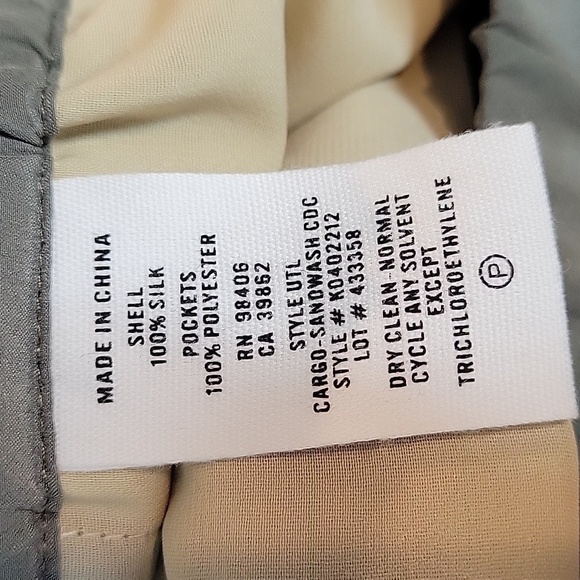 MADE IN CHINA
SHELL
100% SILK
POCKETS
100% POLYESTER
RN 98406
CA 39862
STYLE UTL
CARGO-SANDWASH CDC
STYLE # K0402212
LOT # 433358
DRY CLEAN-NORMAL
CYCLE ANY SOLVENT
EXCEPT
TRICHLOROETHYLENE
P